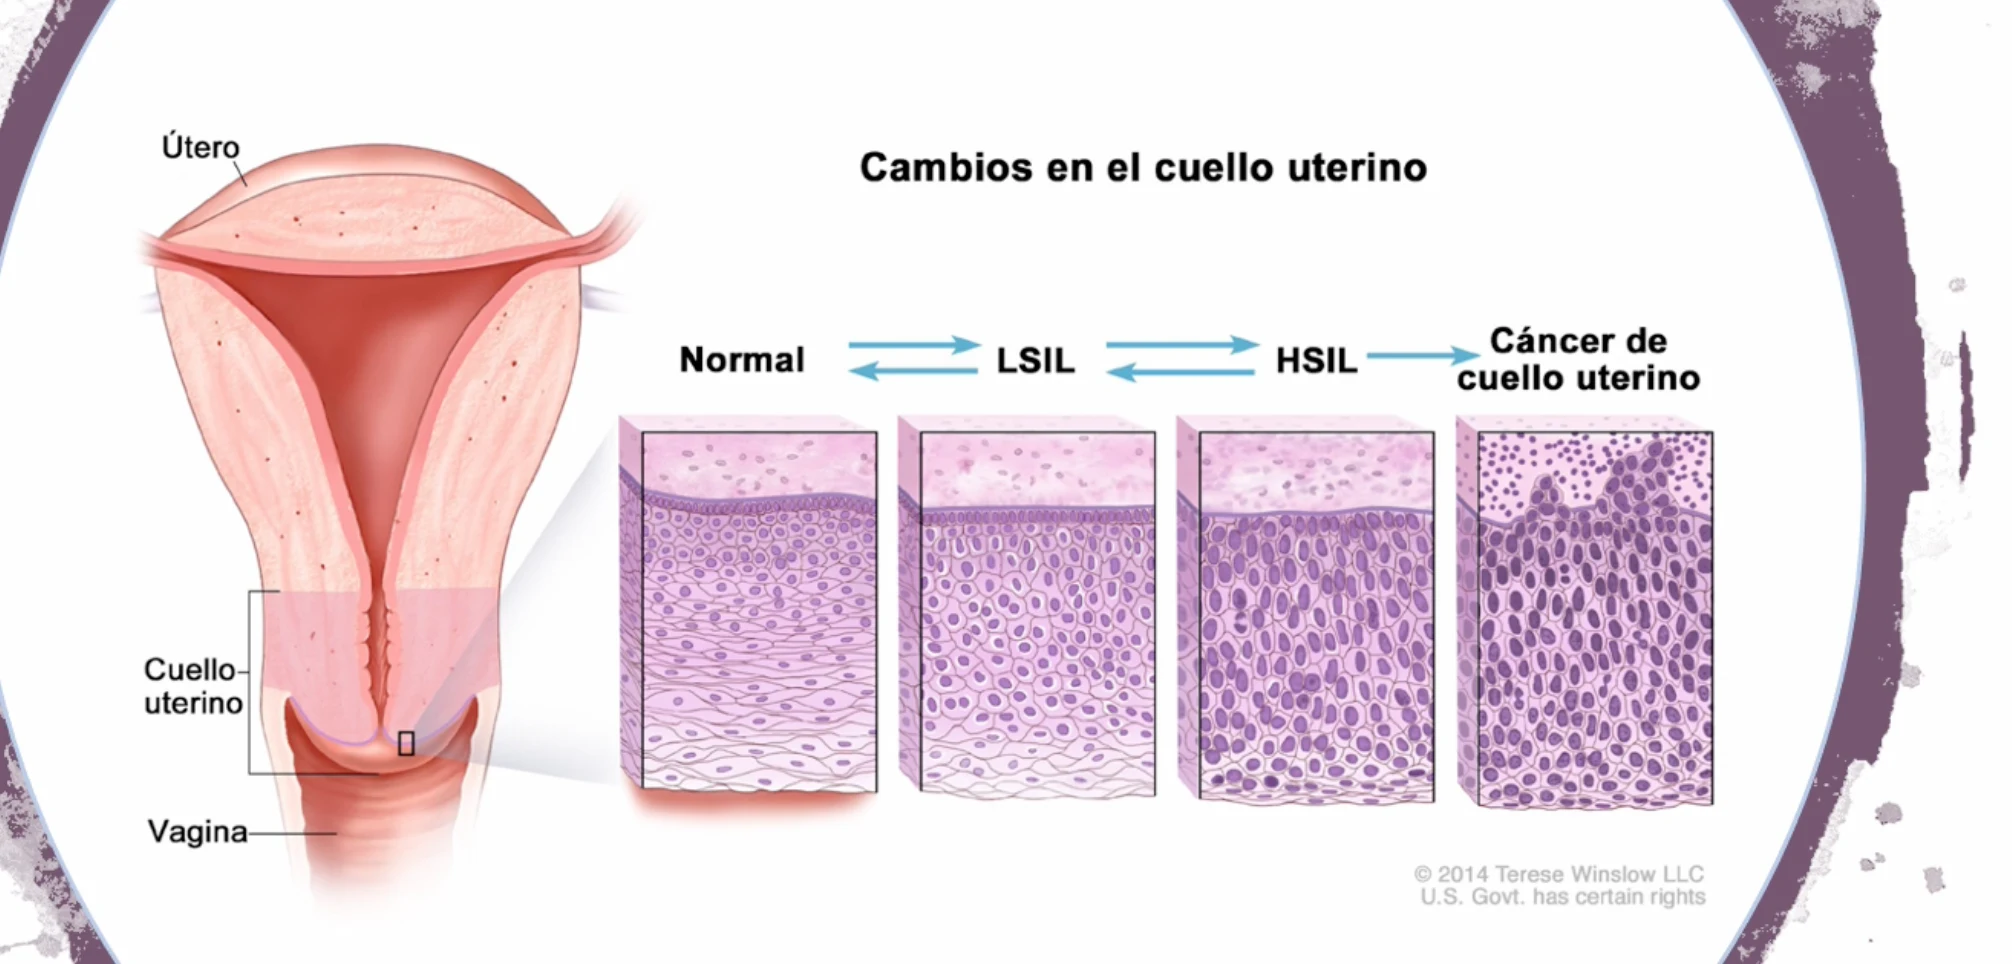 Útero
Cambios en el cuello uterino
Normal
LSIL
HSIL
Cáncer de
cuello uterino
Cuello
uterino
Vagina
© 2014 Terese Winslow LLC
U.S. Govt. has certain rights